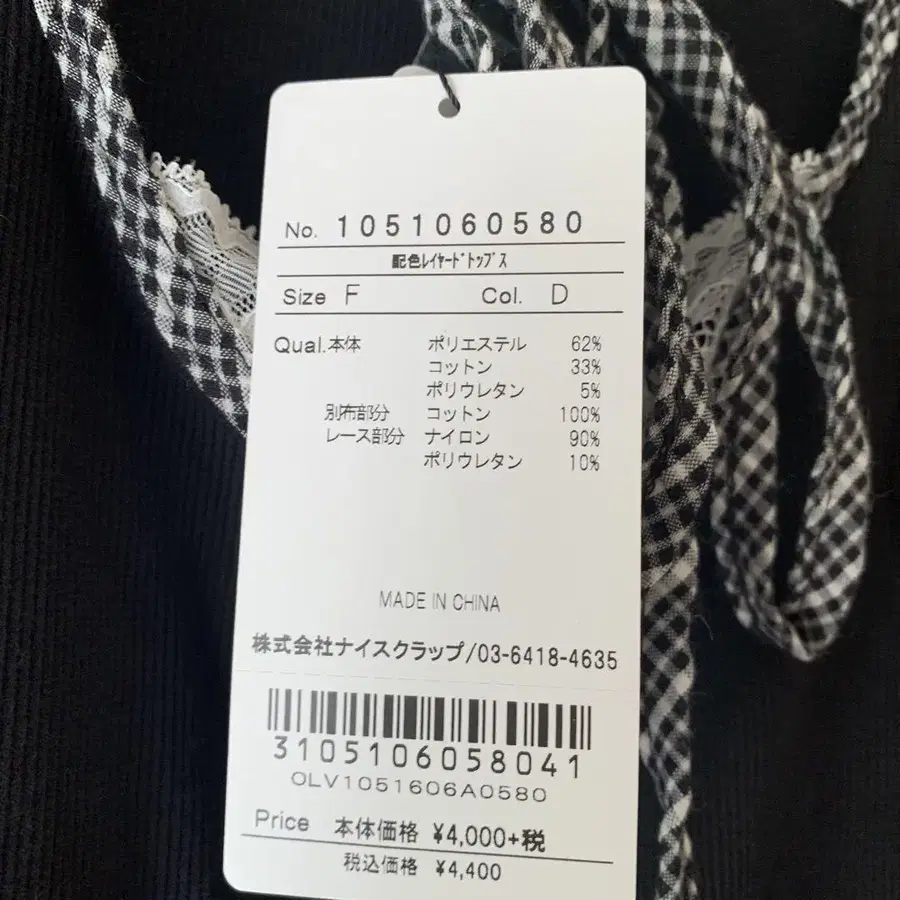 No. 1051060580
配色ﾚｲﾔｰﾄﾞﾄｯﾌﾟｽ
Size F Col. D
Qual.本体 ポリエステル 62%
コットン 33%
ポリウレタン 5%
別布部分 コットン 100%
レース部分 ナイロン 90%
ポリウレタン 10%
MADE IN CHINA
株式会社ナイスクラップ/03-6418-4635
3105106058041
OLV1051606A0580
Price 本体価格 ¥4,000+税
税込価格 ¥4,400